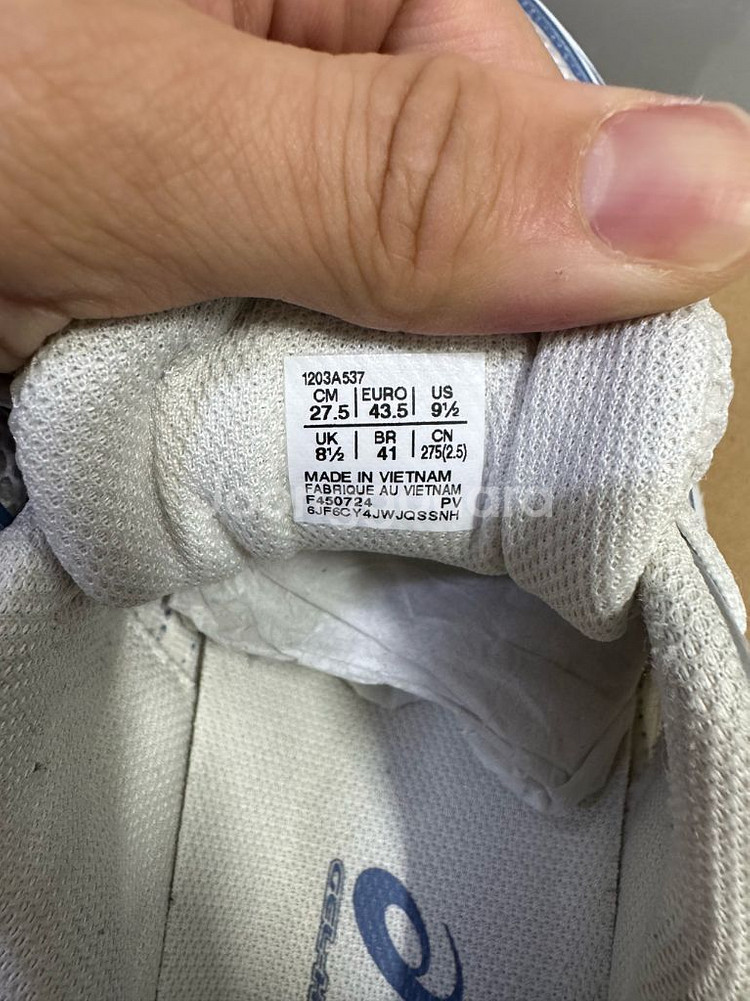 1203A537
CM | EURO | US
27.5 | 43.5 | 9½
UK | BR | CN
8½ | 41 | 275(2.5)
MADE IN VIETNAM
FABRIQUE AU VIETNAM
F450724 PV
6JF6CY4JWJQSSNH